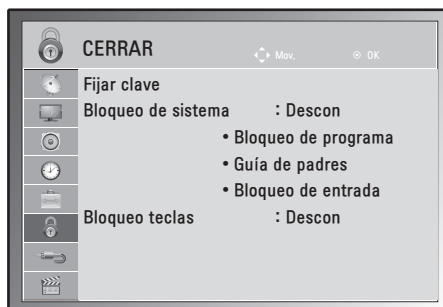 CERRAR
Mov. OK
Fijar clave
Bloqueo de sistema : Descon
• Bloqueo de programa
• Guía de padres
• Bloqueo de entrada
Bloqueo teclas : Descon